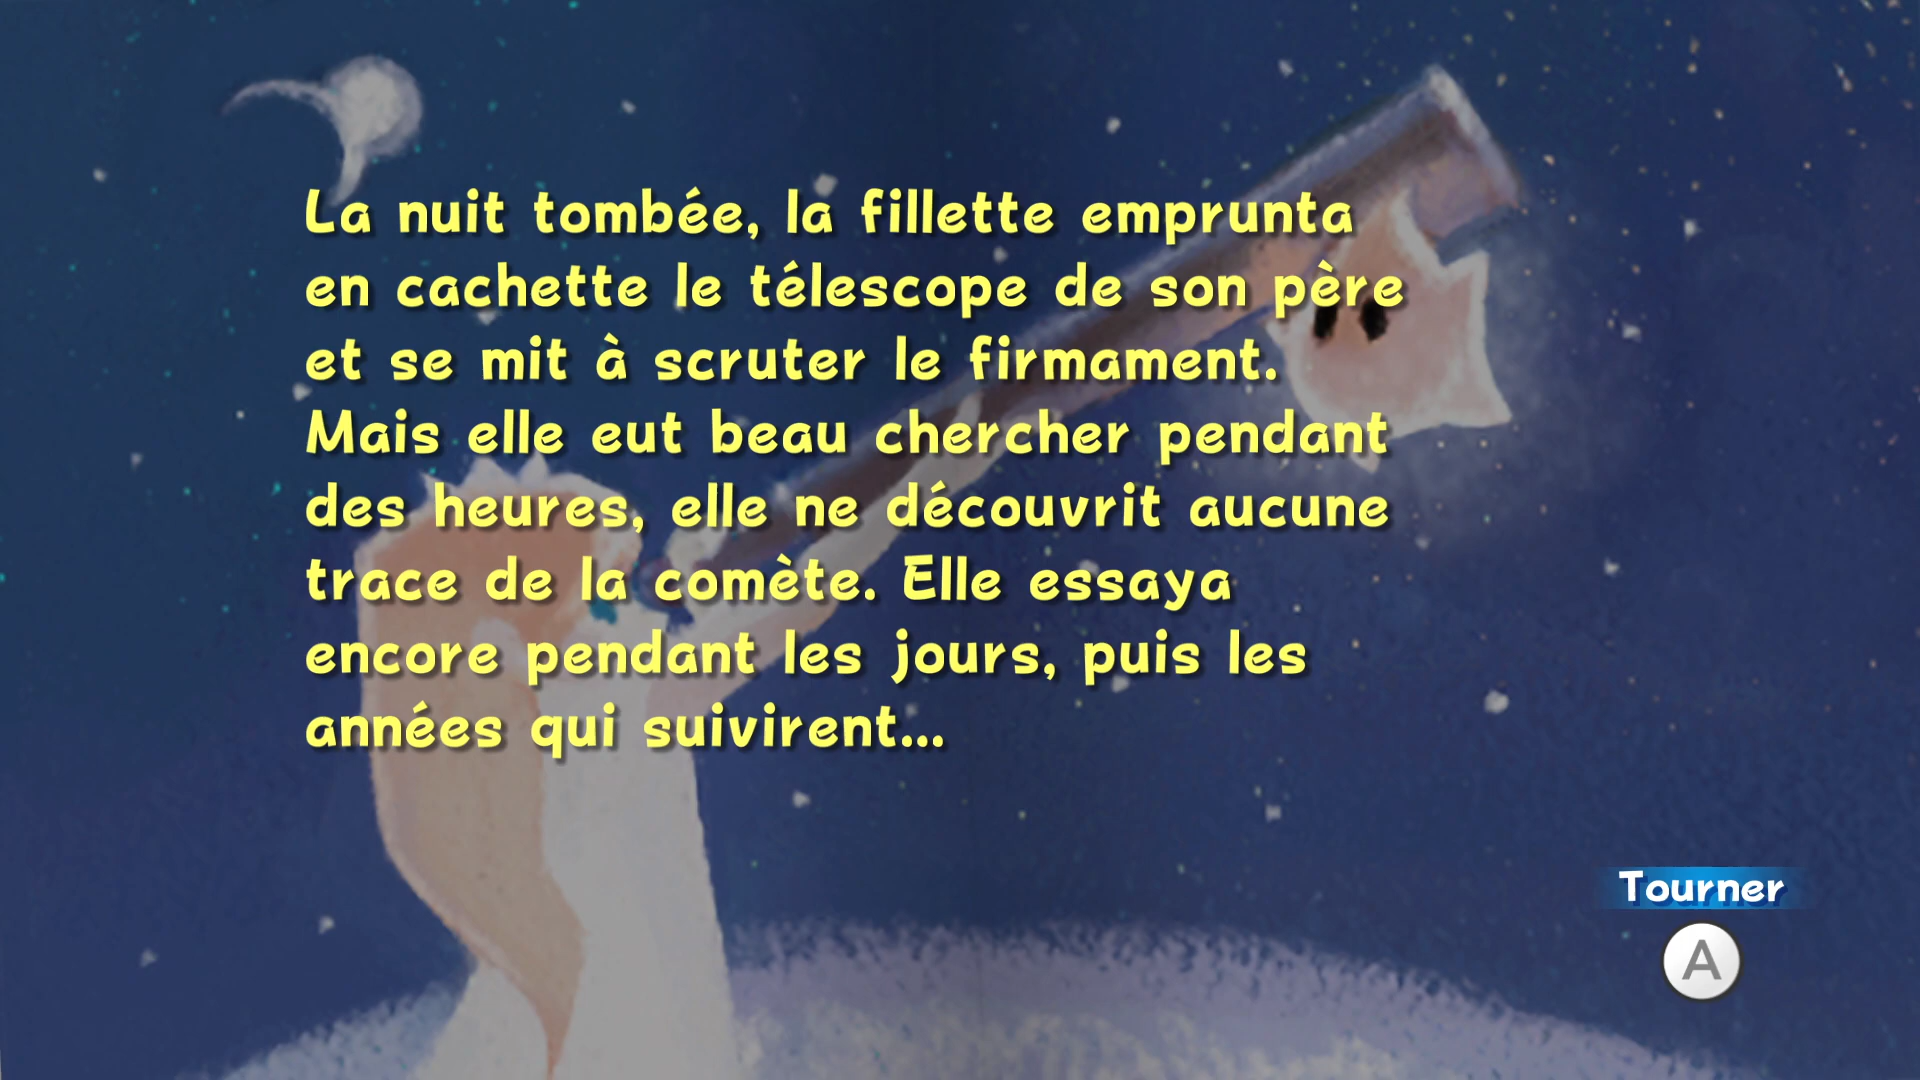 La nuit tombée, la fillette emprunta
en cachette le télescope de son père
et se mit à scruter le firmament.
Mais elle eut beau chercher pendant
des heures, elle ne découvrit aucune
trace de la comète. Elle essaya
encore pendant les jours, puis les
années qui suivirent...
Tourner
A